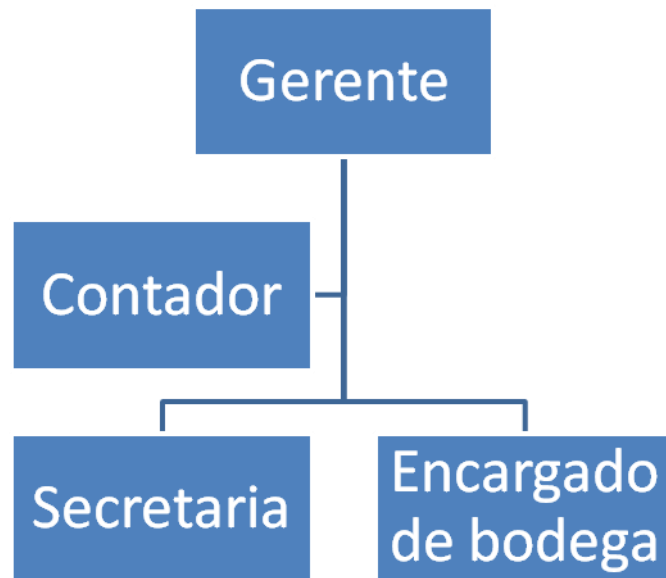 Gerente
Contador
Secretaria
Encargado
de bodega